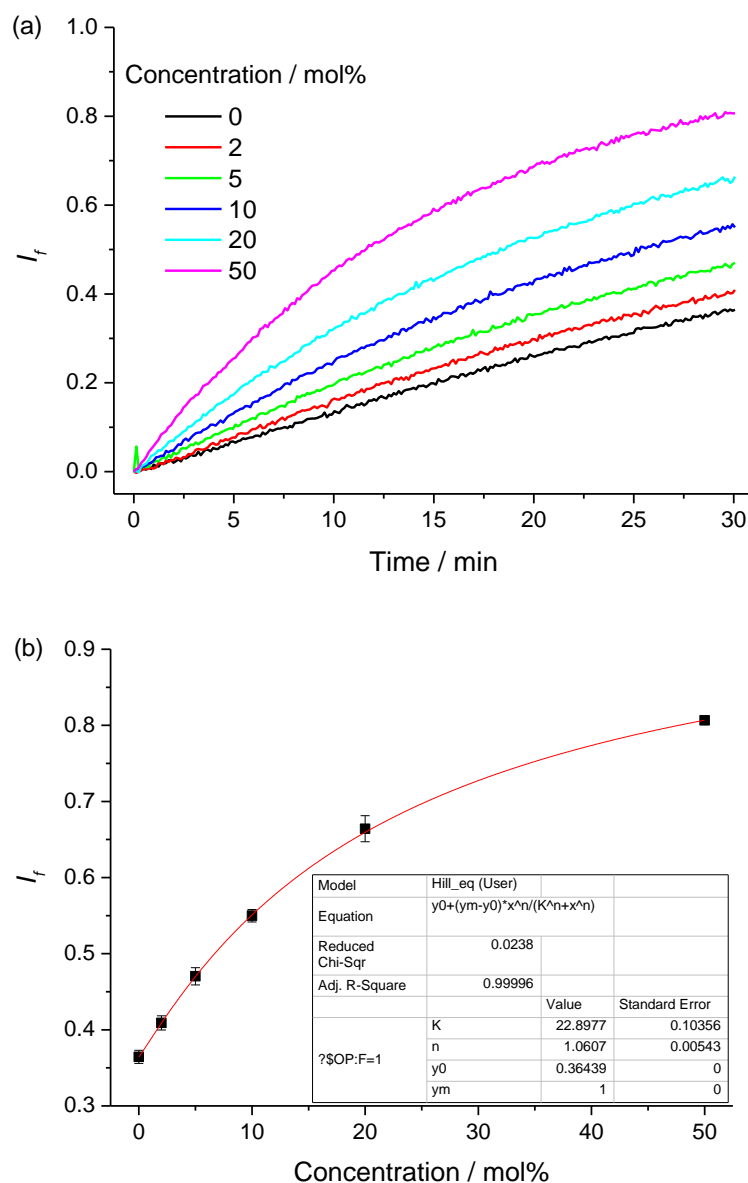 (a)
1.0
0.8
0.6
0.4
0.2
0.0
I_f
Concentration / mol%
0
2
5
10
20
50
0 5 10 15 20 25 30
Time / min
(b)
0.9
0.8
0.7
0.6
0.5
0.4
0.3
I_f
Model Hill_eq (User)
Equation y0+(ym-y0)*x^n/(K^n+x^n)
Reduced Chi-Sqr 0.0238
Adj. R-Square 0.99996
Value Standard Error
?$OP:F=1 K 22.8977 0.10356
n 1.0607 0.00543
y0 0.36439 0
ym 1 0
0 10 20 30 40 50
Concentration / mol%